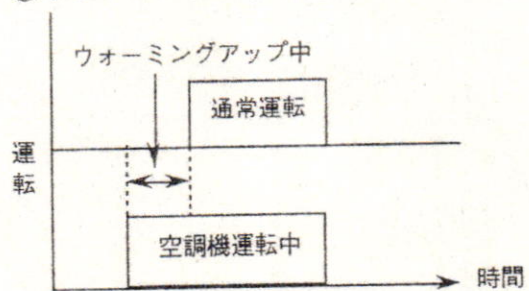 ウォーミングアップ中
通常運転
運転
空調機運転中
時間